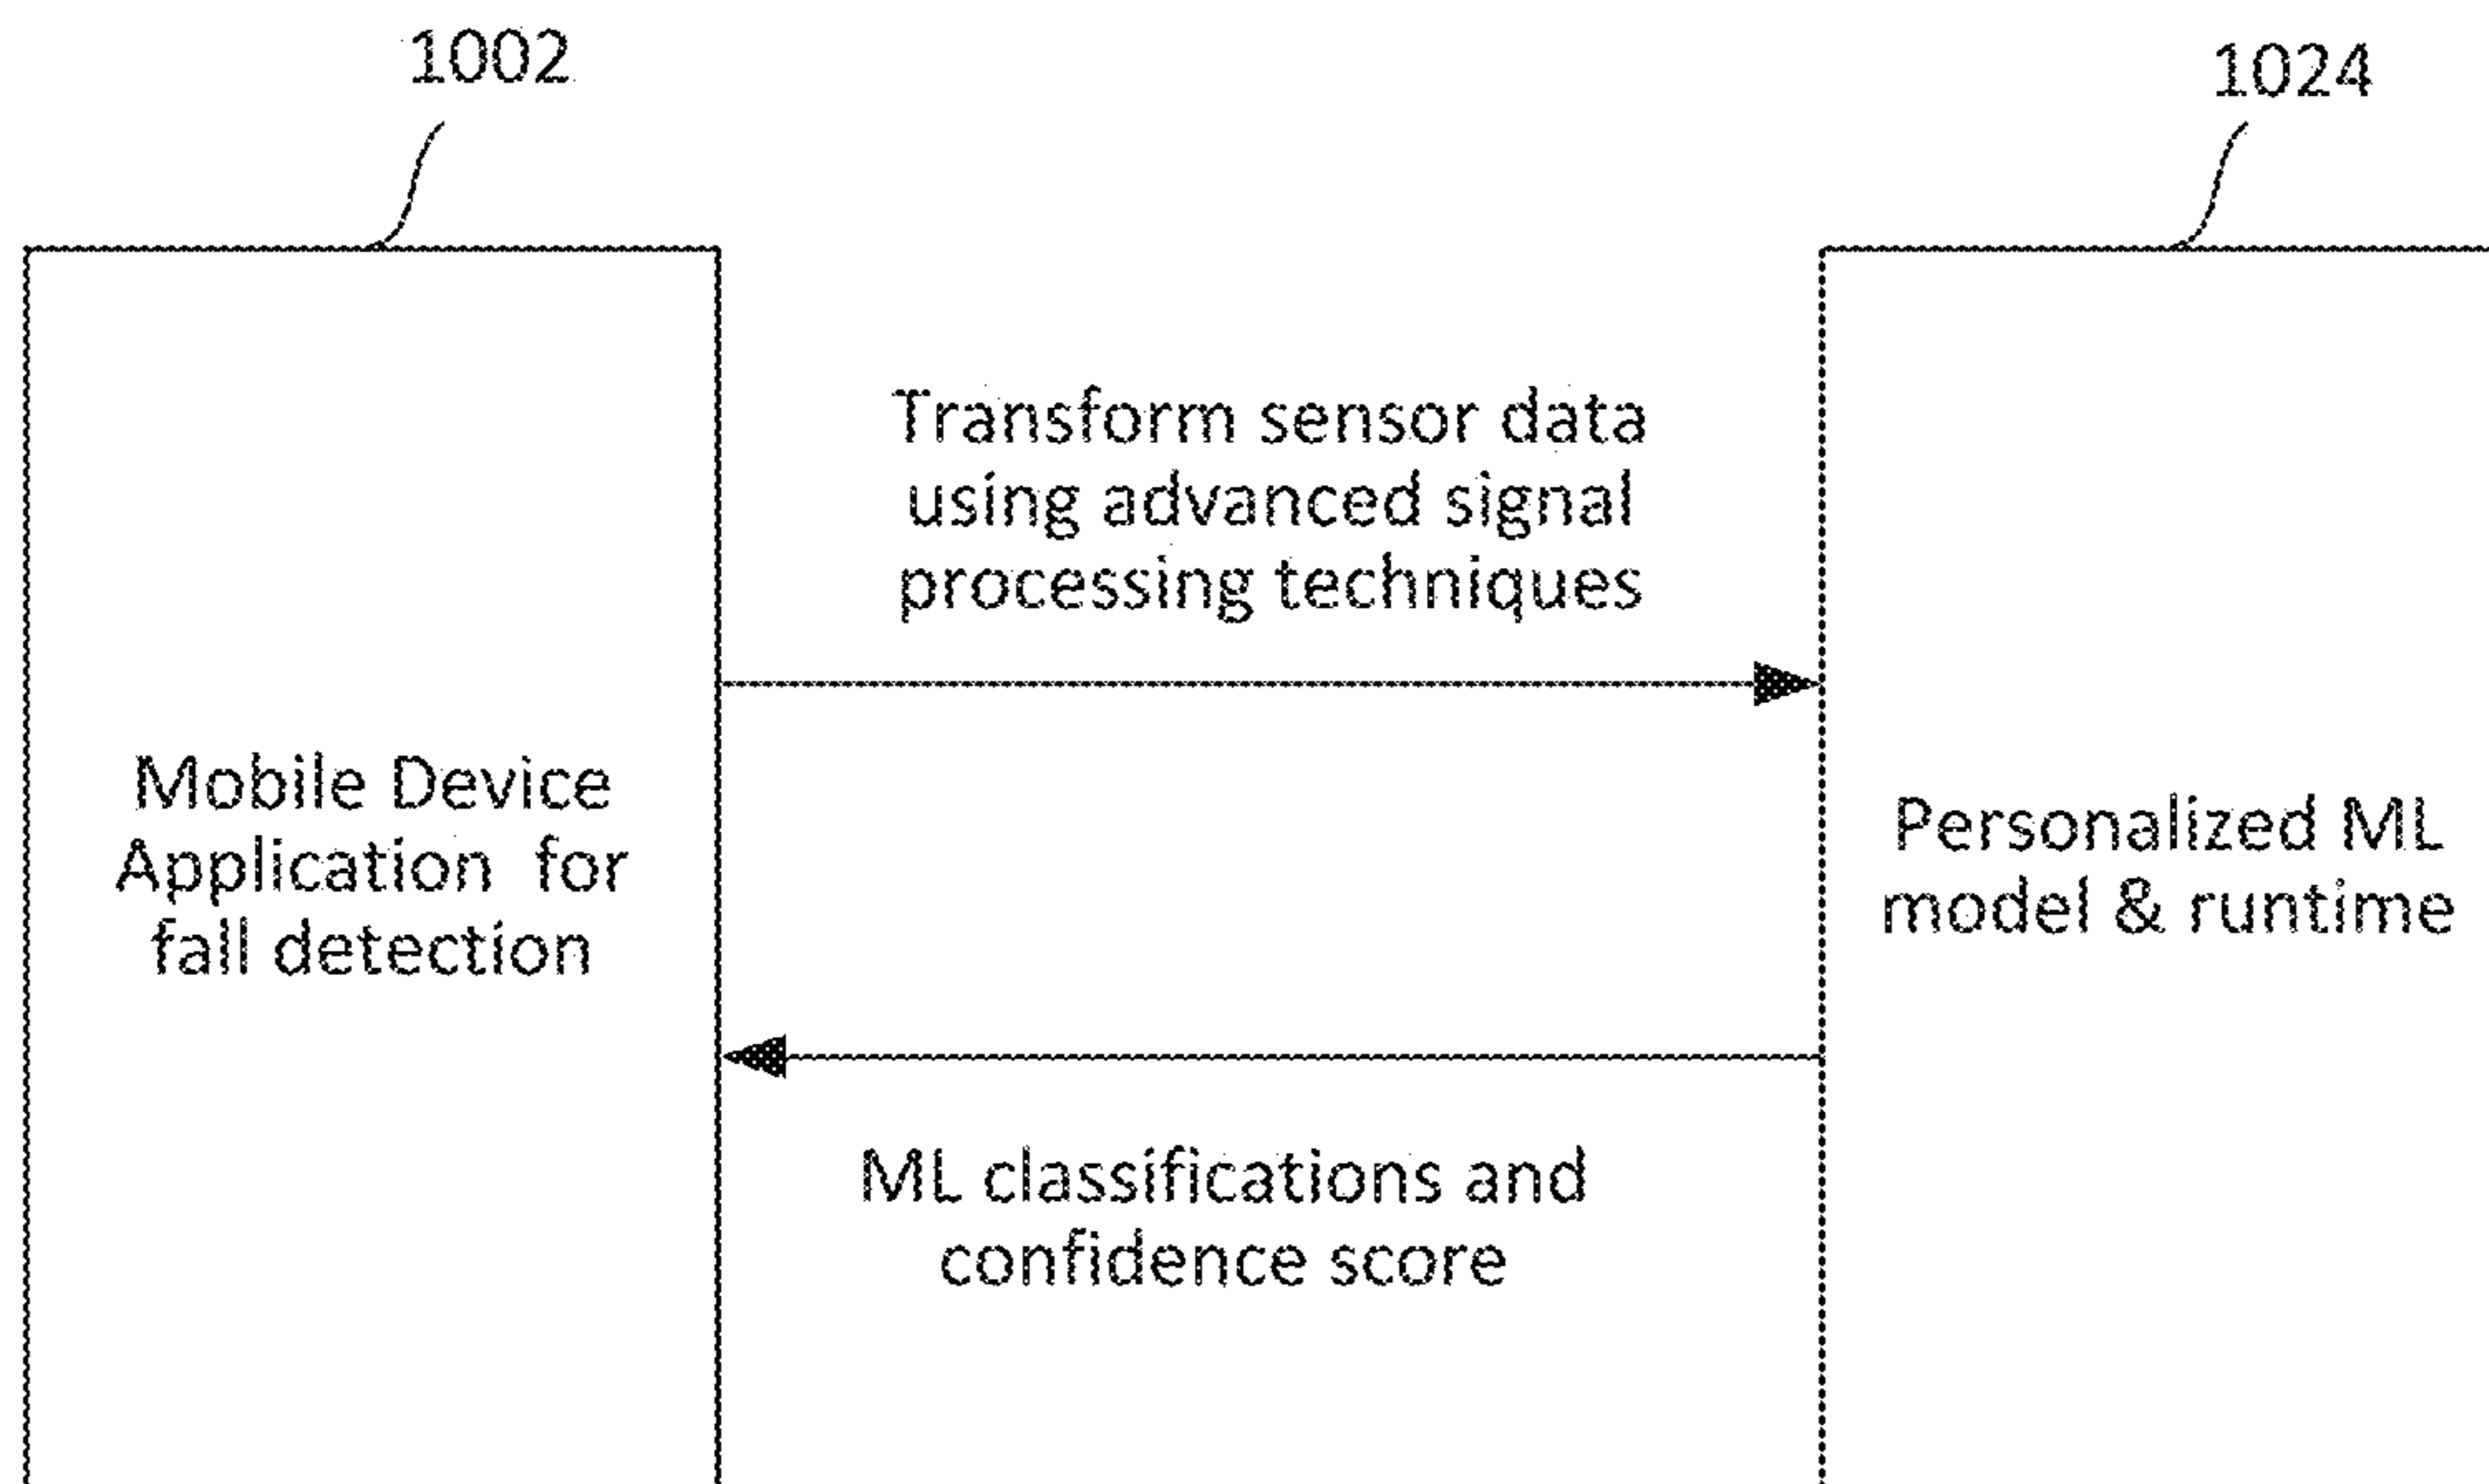 1002
1024
Transform sensor data
using advanced signal
processing techniques
Mobile Device
Application for
fall detection
Personalized ML
model & runtime
ML classifications and
confidence score